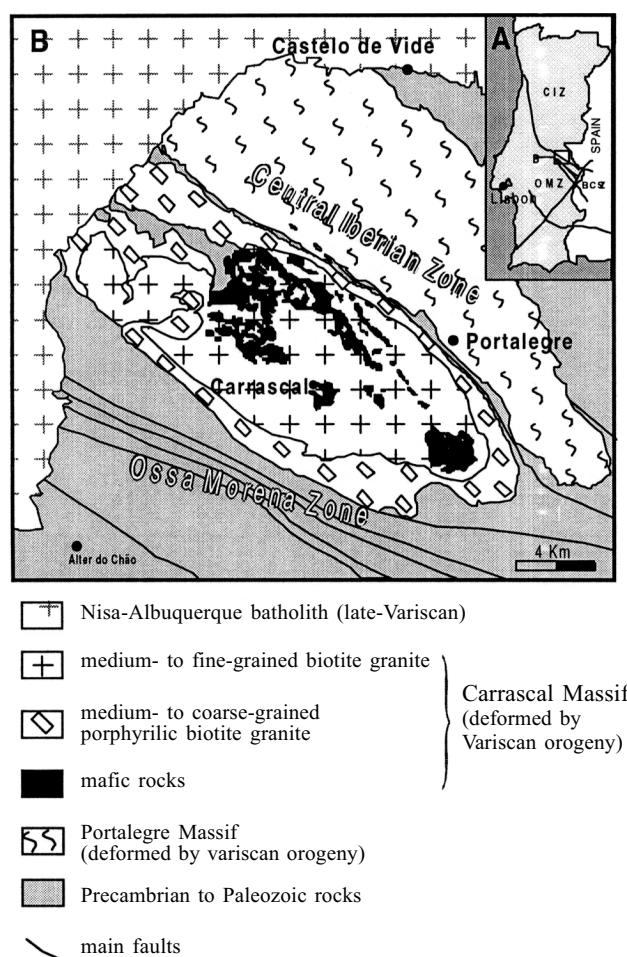 B
Castelo de Vide
A
CIZ
SPAIN
B
OMZ
BCSZ
Lisbon
Central Iberian Zone
Portalegre
Carrascal
Ossa Morena Zone
Alter do Chão
4 Km
Nisa-Albuquerque batholith (late-Variscan)
medium- to fine-grained biotite granite
medium- to coarse-grained
porphyrilic biotite granite
Carrascal Massif
(deformed by
Variscan orogeny)
mafic rocks
Portalegre Massif
(deformed by variscan orogeny)
Precambrian to Paleozoic rocks
main faults